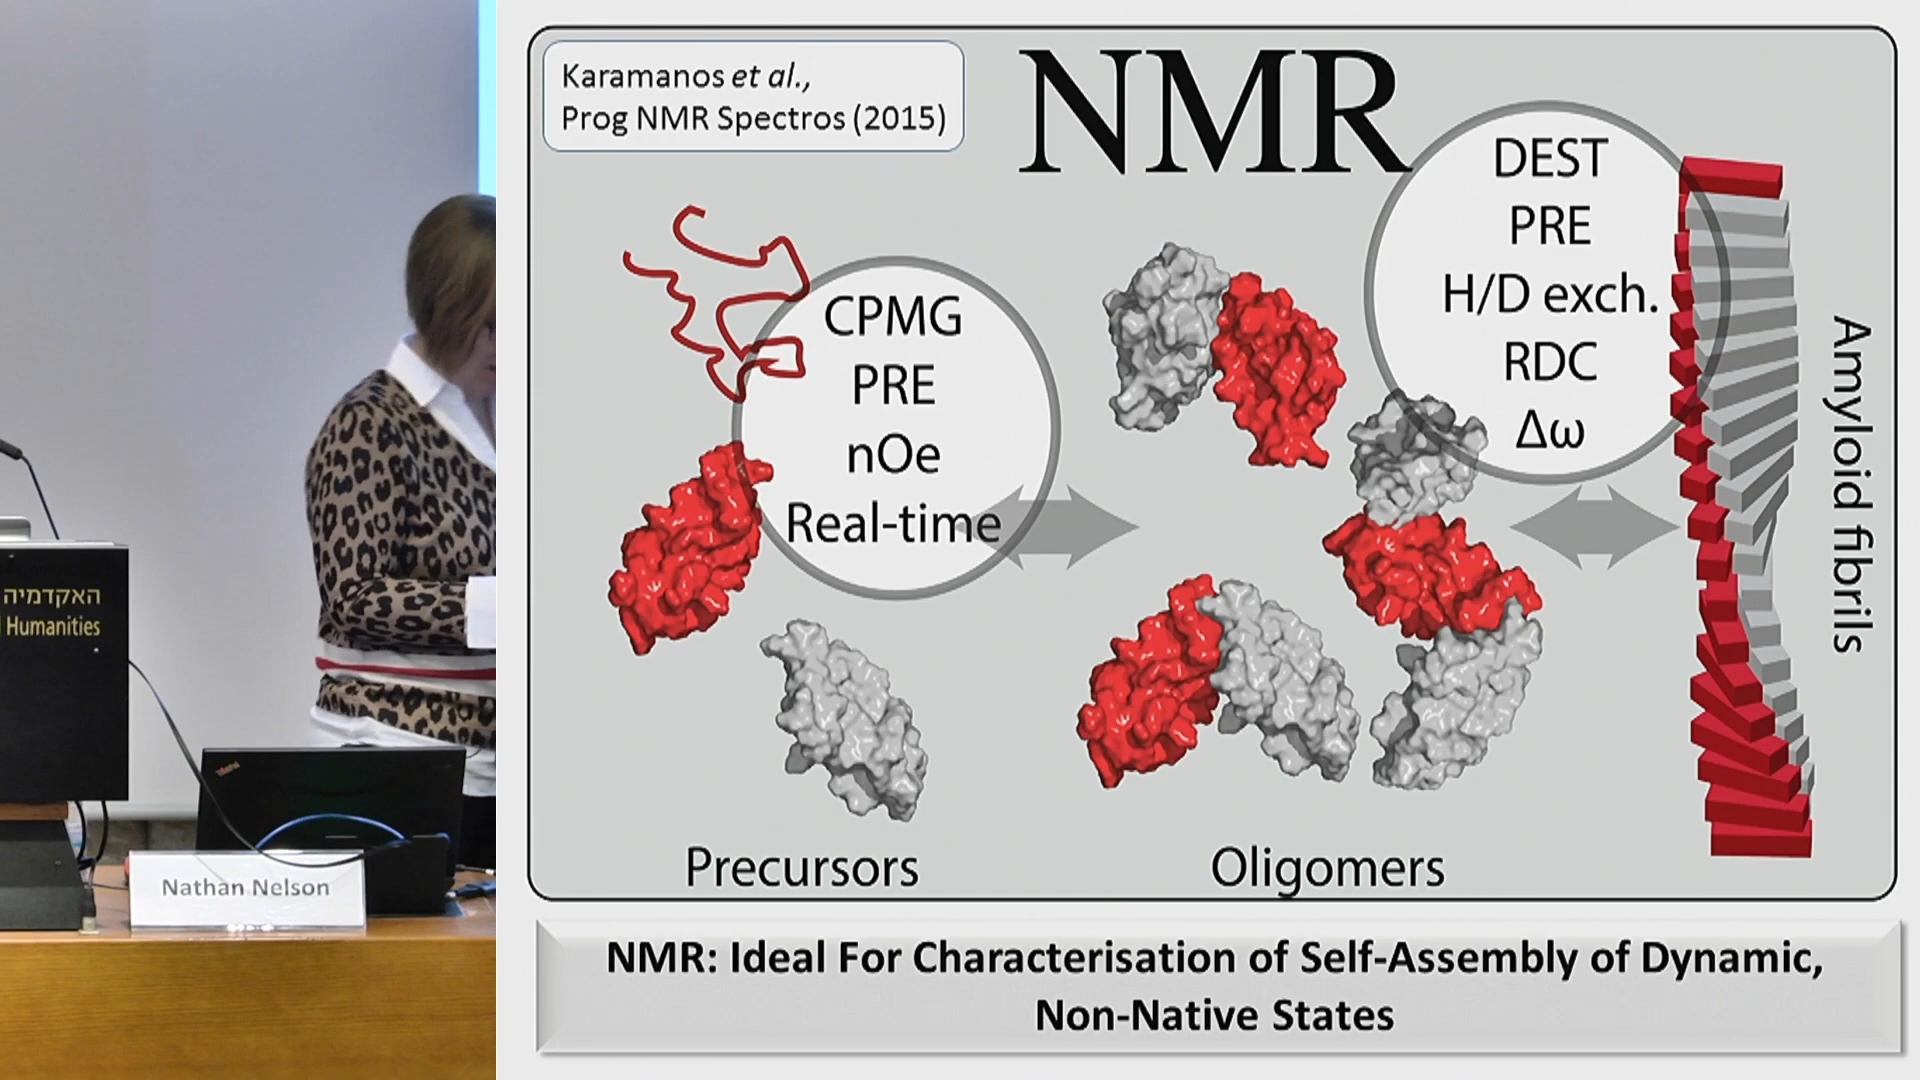 Karamanos et al.,
Prog NMR Spectros (2015)
NMR
CPMG
PRE
nOe
Real-time
DEST
PRE
H/D exch.
RDC
Δω
Amyloid fibrils
Precursors
Oligomers
NMR: Ideal For Characterisation of Self-Assembly of Dynamic,
Non-Native States
האקדמיה
Humanities
Nathan Nelson